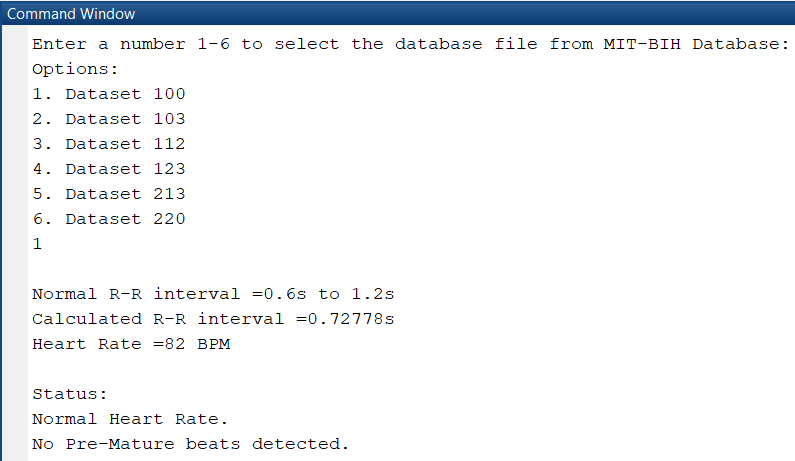 Command Window
Enter a number 1-6 to select the database file from MIT-BIH Database:
Options:
1. Dataset 100
2. Dataset 103
3. Dataset 112
4. Dataset 123
5. Dataset 213
6. Dataset 220
1
Normal R-R interval =0.6s to 1.2s
Calculated R-R interval =0.72778s
Heart Rate =82 BPM
Status:
Normal Heart Rate.
No Pre-Mature beats detected.